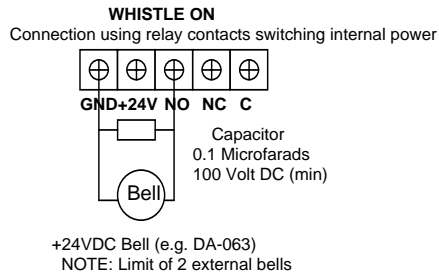 WHISTLE ON
Connection using relay contacts switching internal power
GND+24V NO NC C
Capacitor
0.1 Microfarads
100 Volt DC (min)
Bell
+24VDC Bell (e.g. DA-063)
NOTE: Limit of 2 external bells